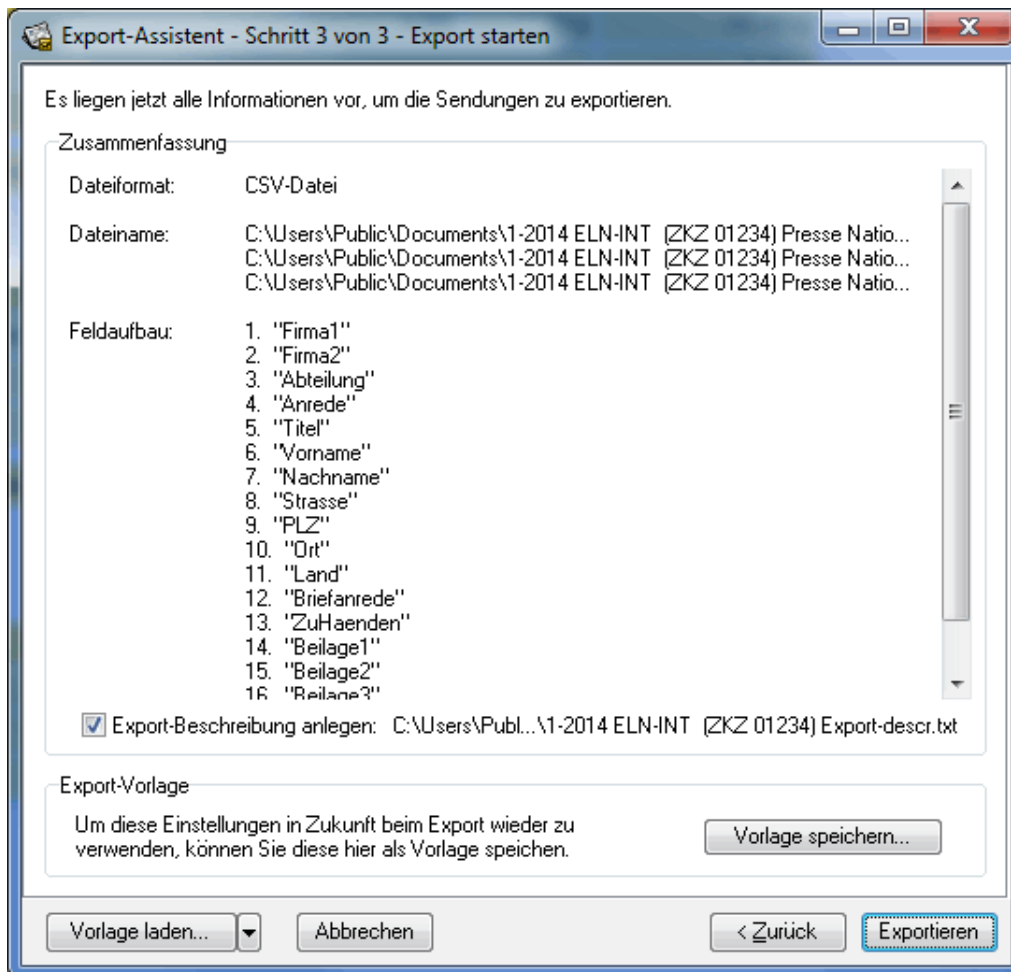 Export-Assistent - Schritt 3 von 3 - Export starten
Es liegen jetzt alle Informationen vor, um die Sendungen zu exportieren.
Zusammenfassung
Dateiformat: CSV-Datei
Dateiname: C:\Users\Public\Documents\1-2014 ELN-INT (ZKZ 01234) Presse Natio...
C:\Users\Public\Documents\1-2014 ELN-INT (ZKZ 01234) Presse Natio...
C:\Users\Public\Documents\1-2014 ELN-INT (ZKZ 01234) Presse Natio...
Feldaufbau: 1. "Firma1"
2. "Firma2"
3. "Abteilung"
4. "Anrede"
5. "Titel"
6. "Vorname"
7. "Nachname"
8. "Strasse"
9. "PLZ"
10. "Ort"
11. "Land"
12. "Briefanrede"
13. "ZuHaenden"
14. "Beilage1"
15. "Beilage2"
16. "Beilage3"
Export-Beschreibung anlegen: C:\Users\Publ...\1-2014 ELN-INT (ZKZ 01234) Export-descr.txt
Export-Vorlage
Um diese Einstellungen in Zukunft beim Export wieder zu
verwenden, können Sie diese hier als Vorlage speichen.
Vorlage speichern...
Vorlage laden... Abbrechen < Zurück Exportieren